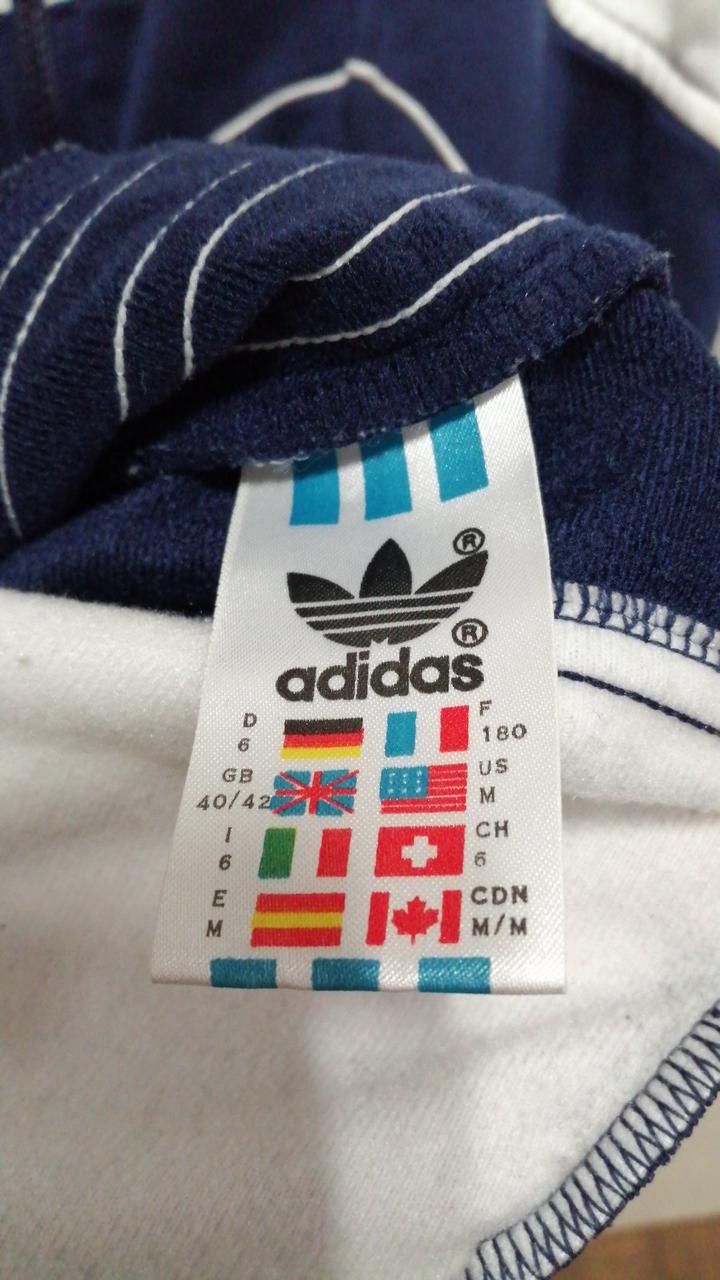 ®
®
adidas
D
6
F
180
GB
40/42
US
M
I
6
CH
6
E
M
CDN
M/M